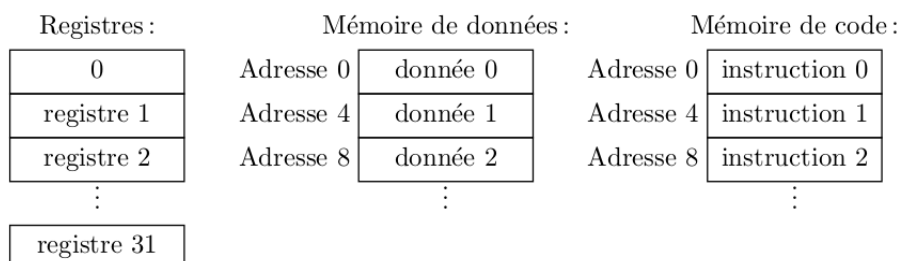 Registres : Mémoire de données : Mémoire de code :
0 Adresse 0 donnée 0 Adresse 0 instruction 0
registre 1 Adresse 4 donnée 1 Adresse 4 instruction 1
registre 2 Adresse 8 donnée 2 Adresse 8 instruction 2
⋮ ⋮ ⋮
registre 31